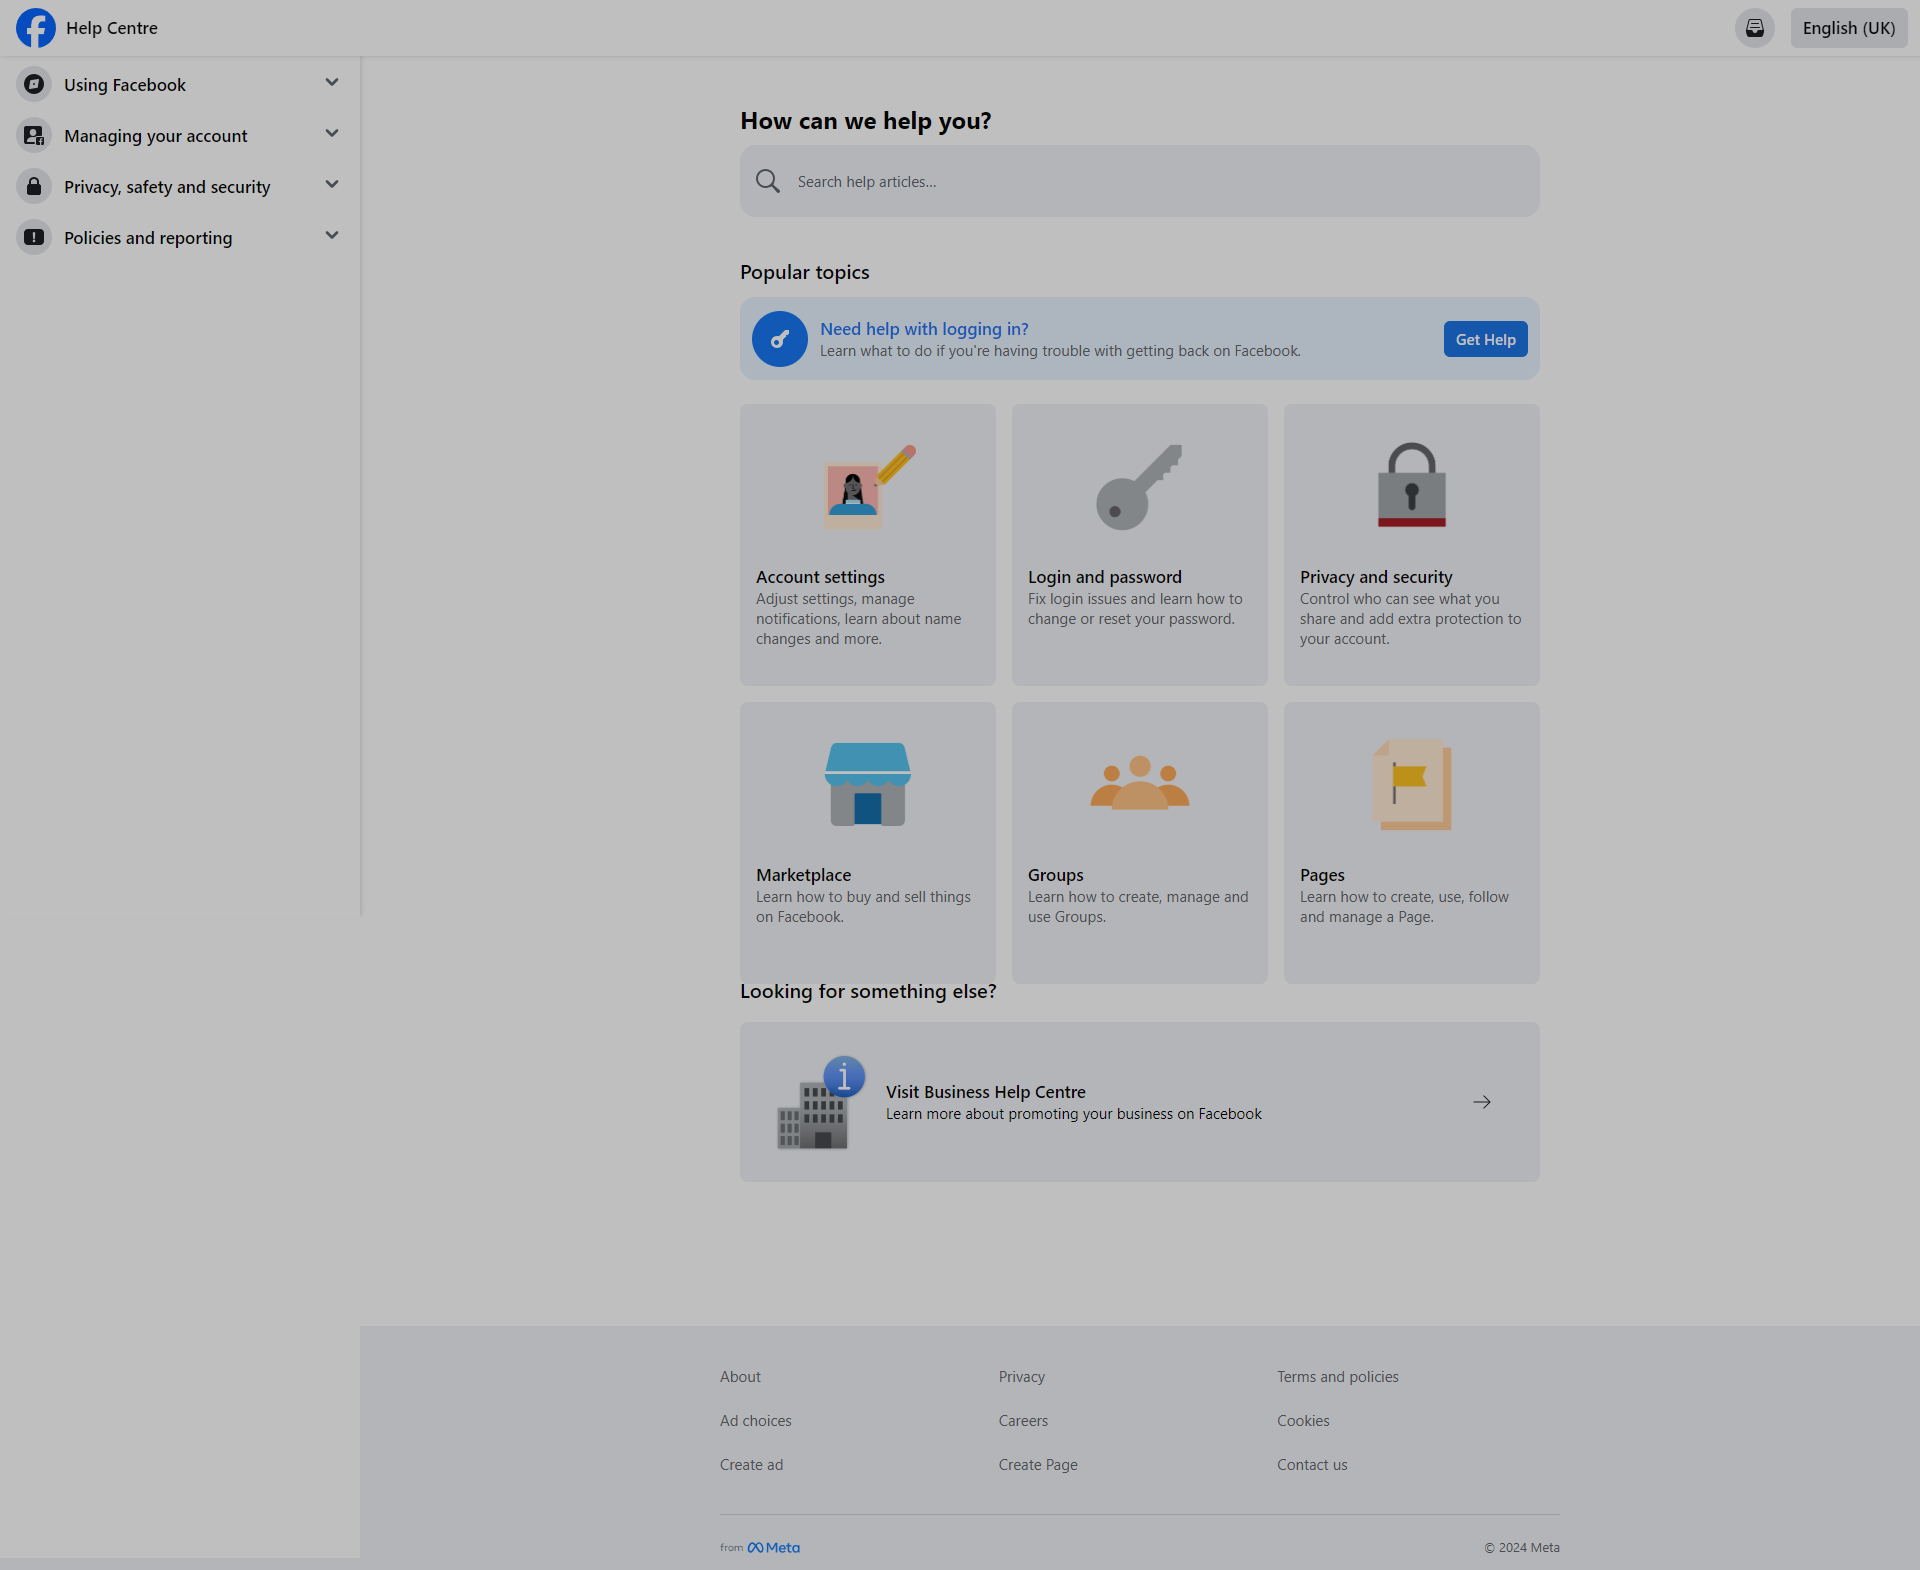 Help Centre
English (UK)
Using Facebook
Managing your account
Privacy, safety and security
Policies and reporting
How can we help you?
Search help articles...
Popular topics
Need help with logging in?
Learn what to do if you're having trouble with getting back on Facebook.
Get Help
Account settings
Adjust settings, manage
notifications, learn about name
changes and more.
Login and password
Fix login issues and learn how to
change or reset your password.
Privacy and security
Control who can see what you
share and add extra protection to
your account.
Marketplace
Learn how to buy and sell things
on Facebook.
Groups
Learn how to create, manage and
use Groups.
Pages
Learn how to create, use, follow
and manage a Page.
Looking for something else?
Visit Business Help Centre
Learn more about promoting your business on Facebook
About
Privacy
Terms and policies
Ad choices
Careers
Cookies
Create ad
Create Page
Contact us
from Meta
© 2024 Meta